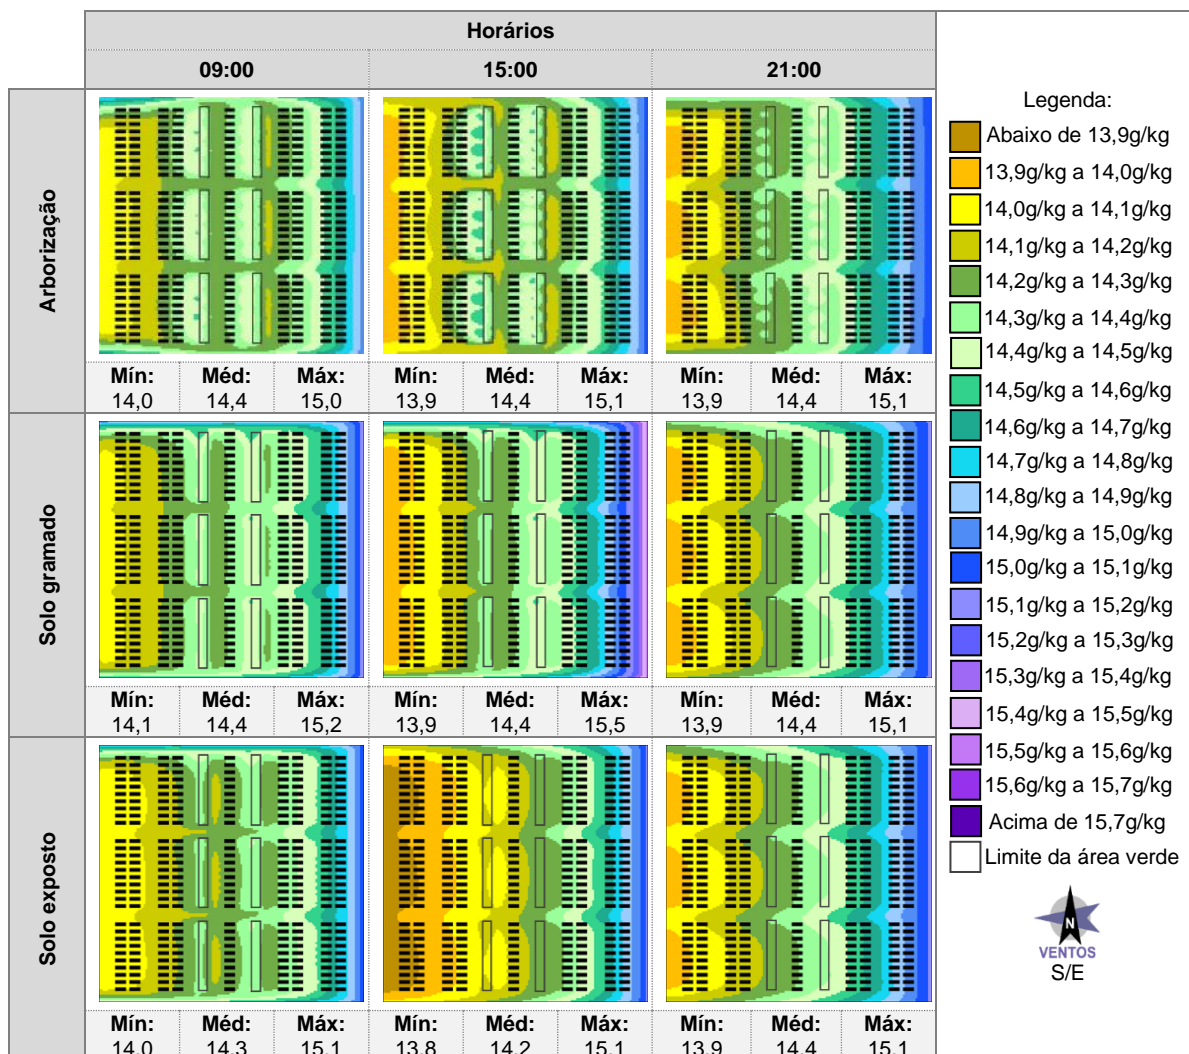 Horários
09:00 15:00 21:00
Arborização
Mín: Méd: Máx: Mín: Méd: Máx: Mín: Méd: Máx:
14,0 14,4 15,0 13,9 14,4 15,1 13,9 14,4 15,1
Solo gramado
Mín: Méd: Máx: Mín: Méd: Máx: Mín: Méd: Máx:
14,1 14,4 15,2 13,9 14,4 15,5 13,9 14,4 15,1
Solo exposto
Mín: Méd: Máx: Mín: Méd: Máx: Mín: Méd: Máx:
14,0 14,3 15,1 13,8 14,2 15,1 13,9 14,4 15,1
Legenda:
Abaixo de 13,9g/kg
13,9g/kg a 14,0g/kg
14,0g/kg a 14,1g/kg
14,1g/kg a 14,2g/kg
14,2g/kg a 14,3g/kg
14,3g/kg a 14,4g/kg
14,4g/kg a 14,5g/kg
14,5g/kg a 14,6g/kg
14,6g/kg a 14,7g/kg
14,7g/kg a 14,8g/kg
14,8g/kg a 14,9g/kg
14,9g/kg a 15,0g/kg
15,0g/kg a 15,1g/kg
15,1g/kg a 15,2g/kg
15,2g/kg a 15,3g/kg
15,3g/kg a 15,4g/kg
15,4g/kg a 15,5g/kg
15,5g/kg a 15,6g/kg
15,6g/kg a 15,7g/kg
Acima de 15,7g/kg
Limite da área verde
N
VENTOS
S/E